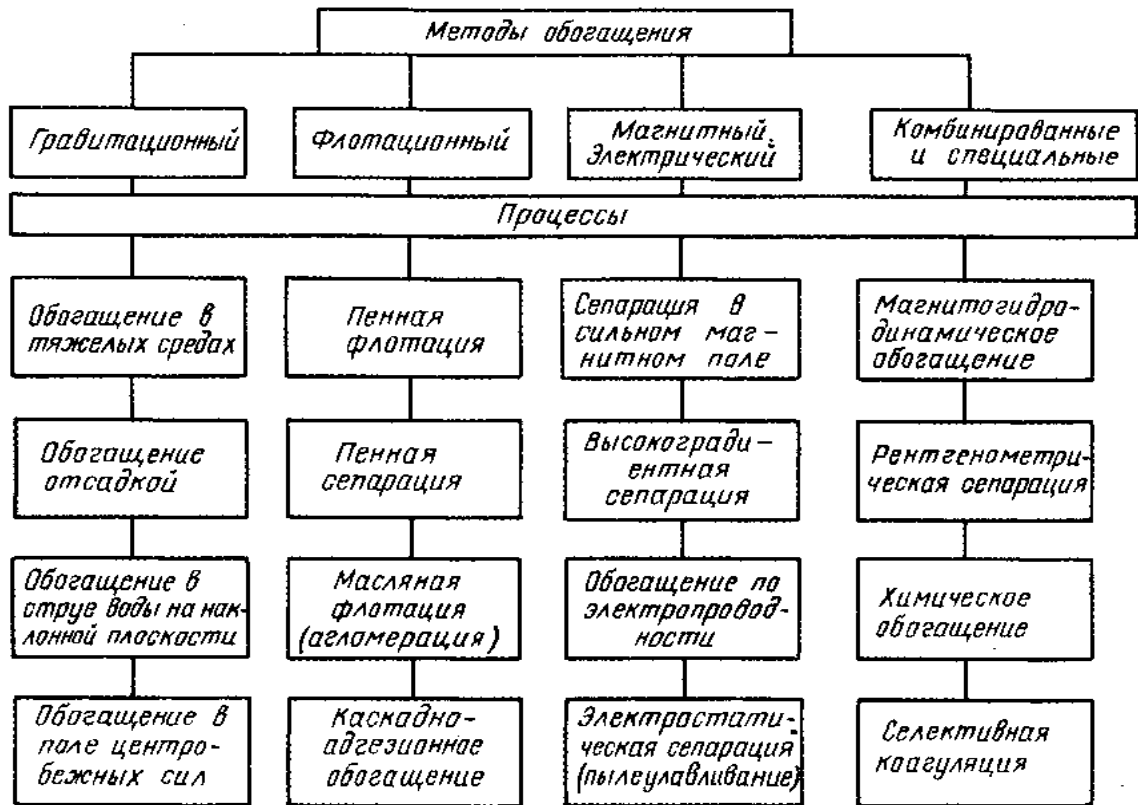 Методы обогащения
Гравитационный
Флотационный
Магнитный,
Электрический
Комбинированные
и специальные
Процессы
Обогащение в
тяжелых средах
Пенная
флотация
Сепарация в
сильном маг-
нитном поле
Магнитогидро-
динамическое
обогащение
Обогащение
отсадкой
Пенная
сепарация
Высокогради-
ентная
сепарация
Рентгенометри-
ческая сепарация
Обогащение в
струе воды на нак-
лонной плоскости
Масляная
флотация
(агломерация)
Обогащение по
электропровод-
ности
Химическое
обогащение
Обогащение в
поле центро-
бежных сил
Каскадно-
адгезионное
обогащение
Электростати-
ческая сепарация
(пылеулавливание)
Селективная
коагуляция